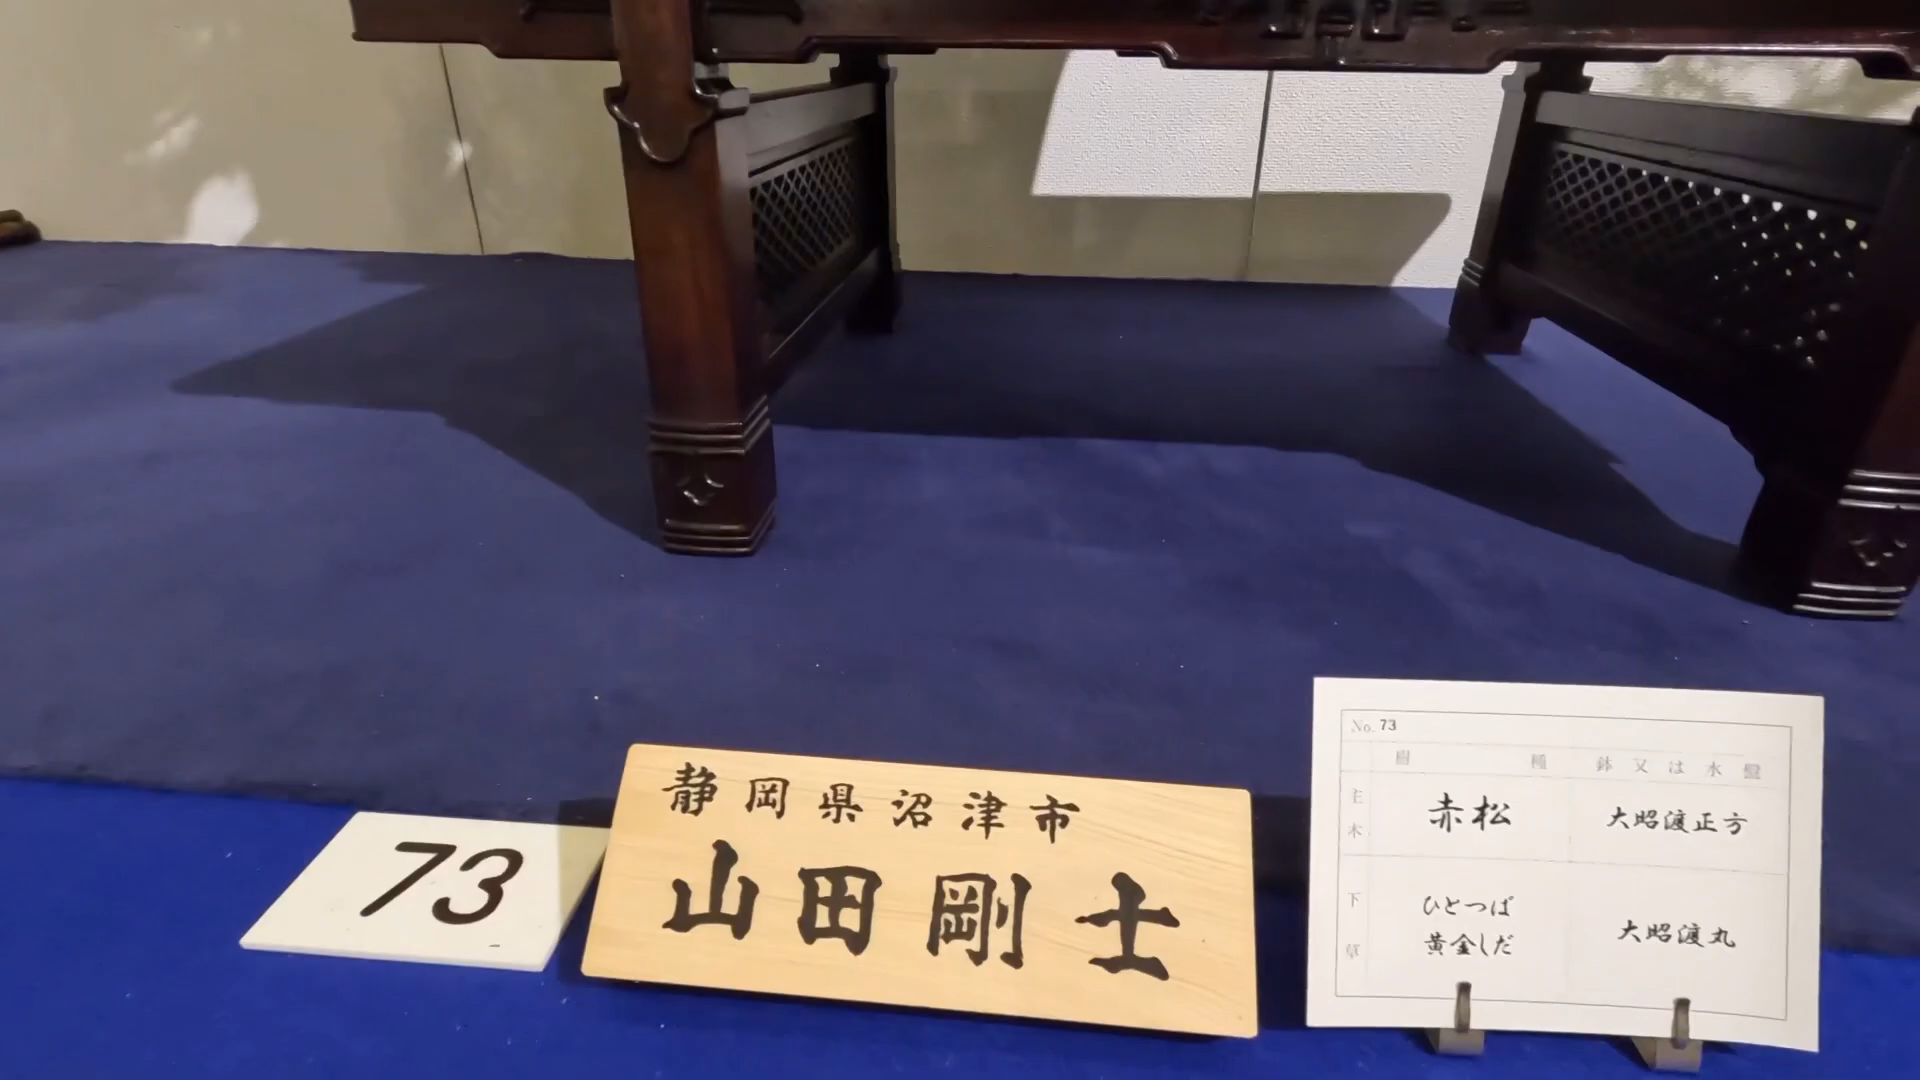 73
静岡県沼津市
山田剛士
No. 73
樹種 鉢又は水盤
主木 赤松 大昭渡正方
下草 ひとつば 大昭渡丸
黄金しだ